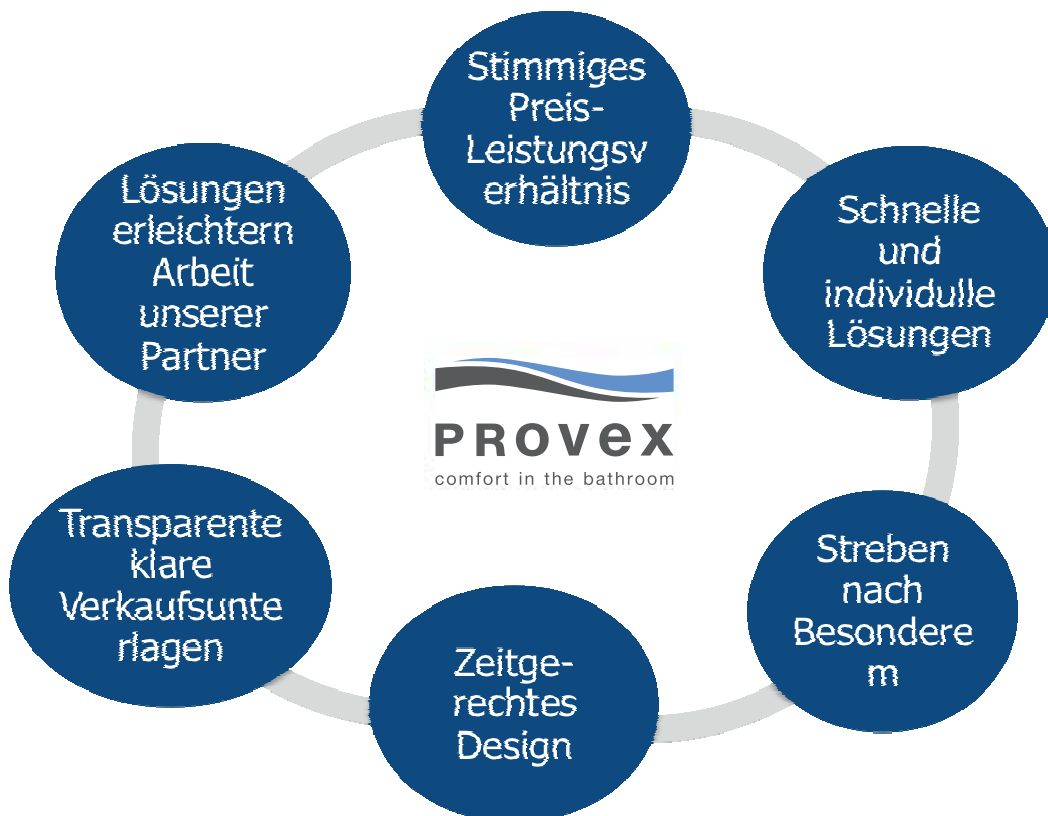 Stimmiges
Preis-
Leistungsv
erhältnis
Schnelle
und
individulle
Lösungen
Streben
nach
Besondere
m
Zeitge-
rechtes
Design
Transparente
klare
Verkaufsunte
rlagen
Lösungen
erleichtern
Arbeit
unserer
Partner
PROVex
comfort in the bathroom